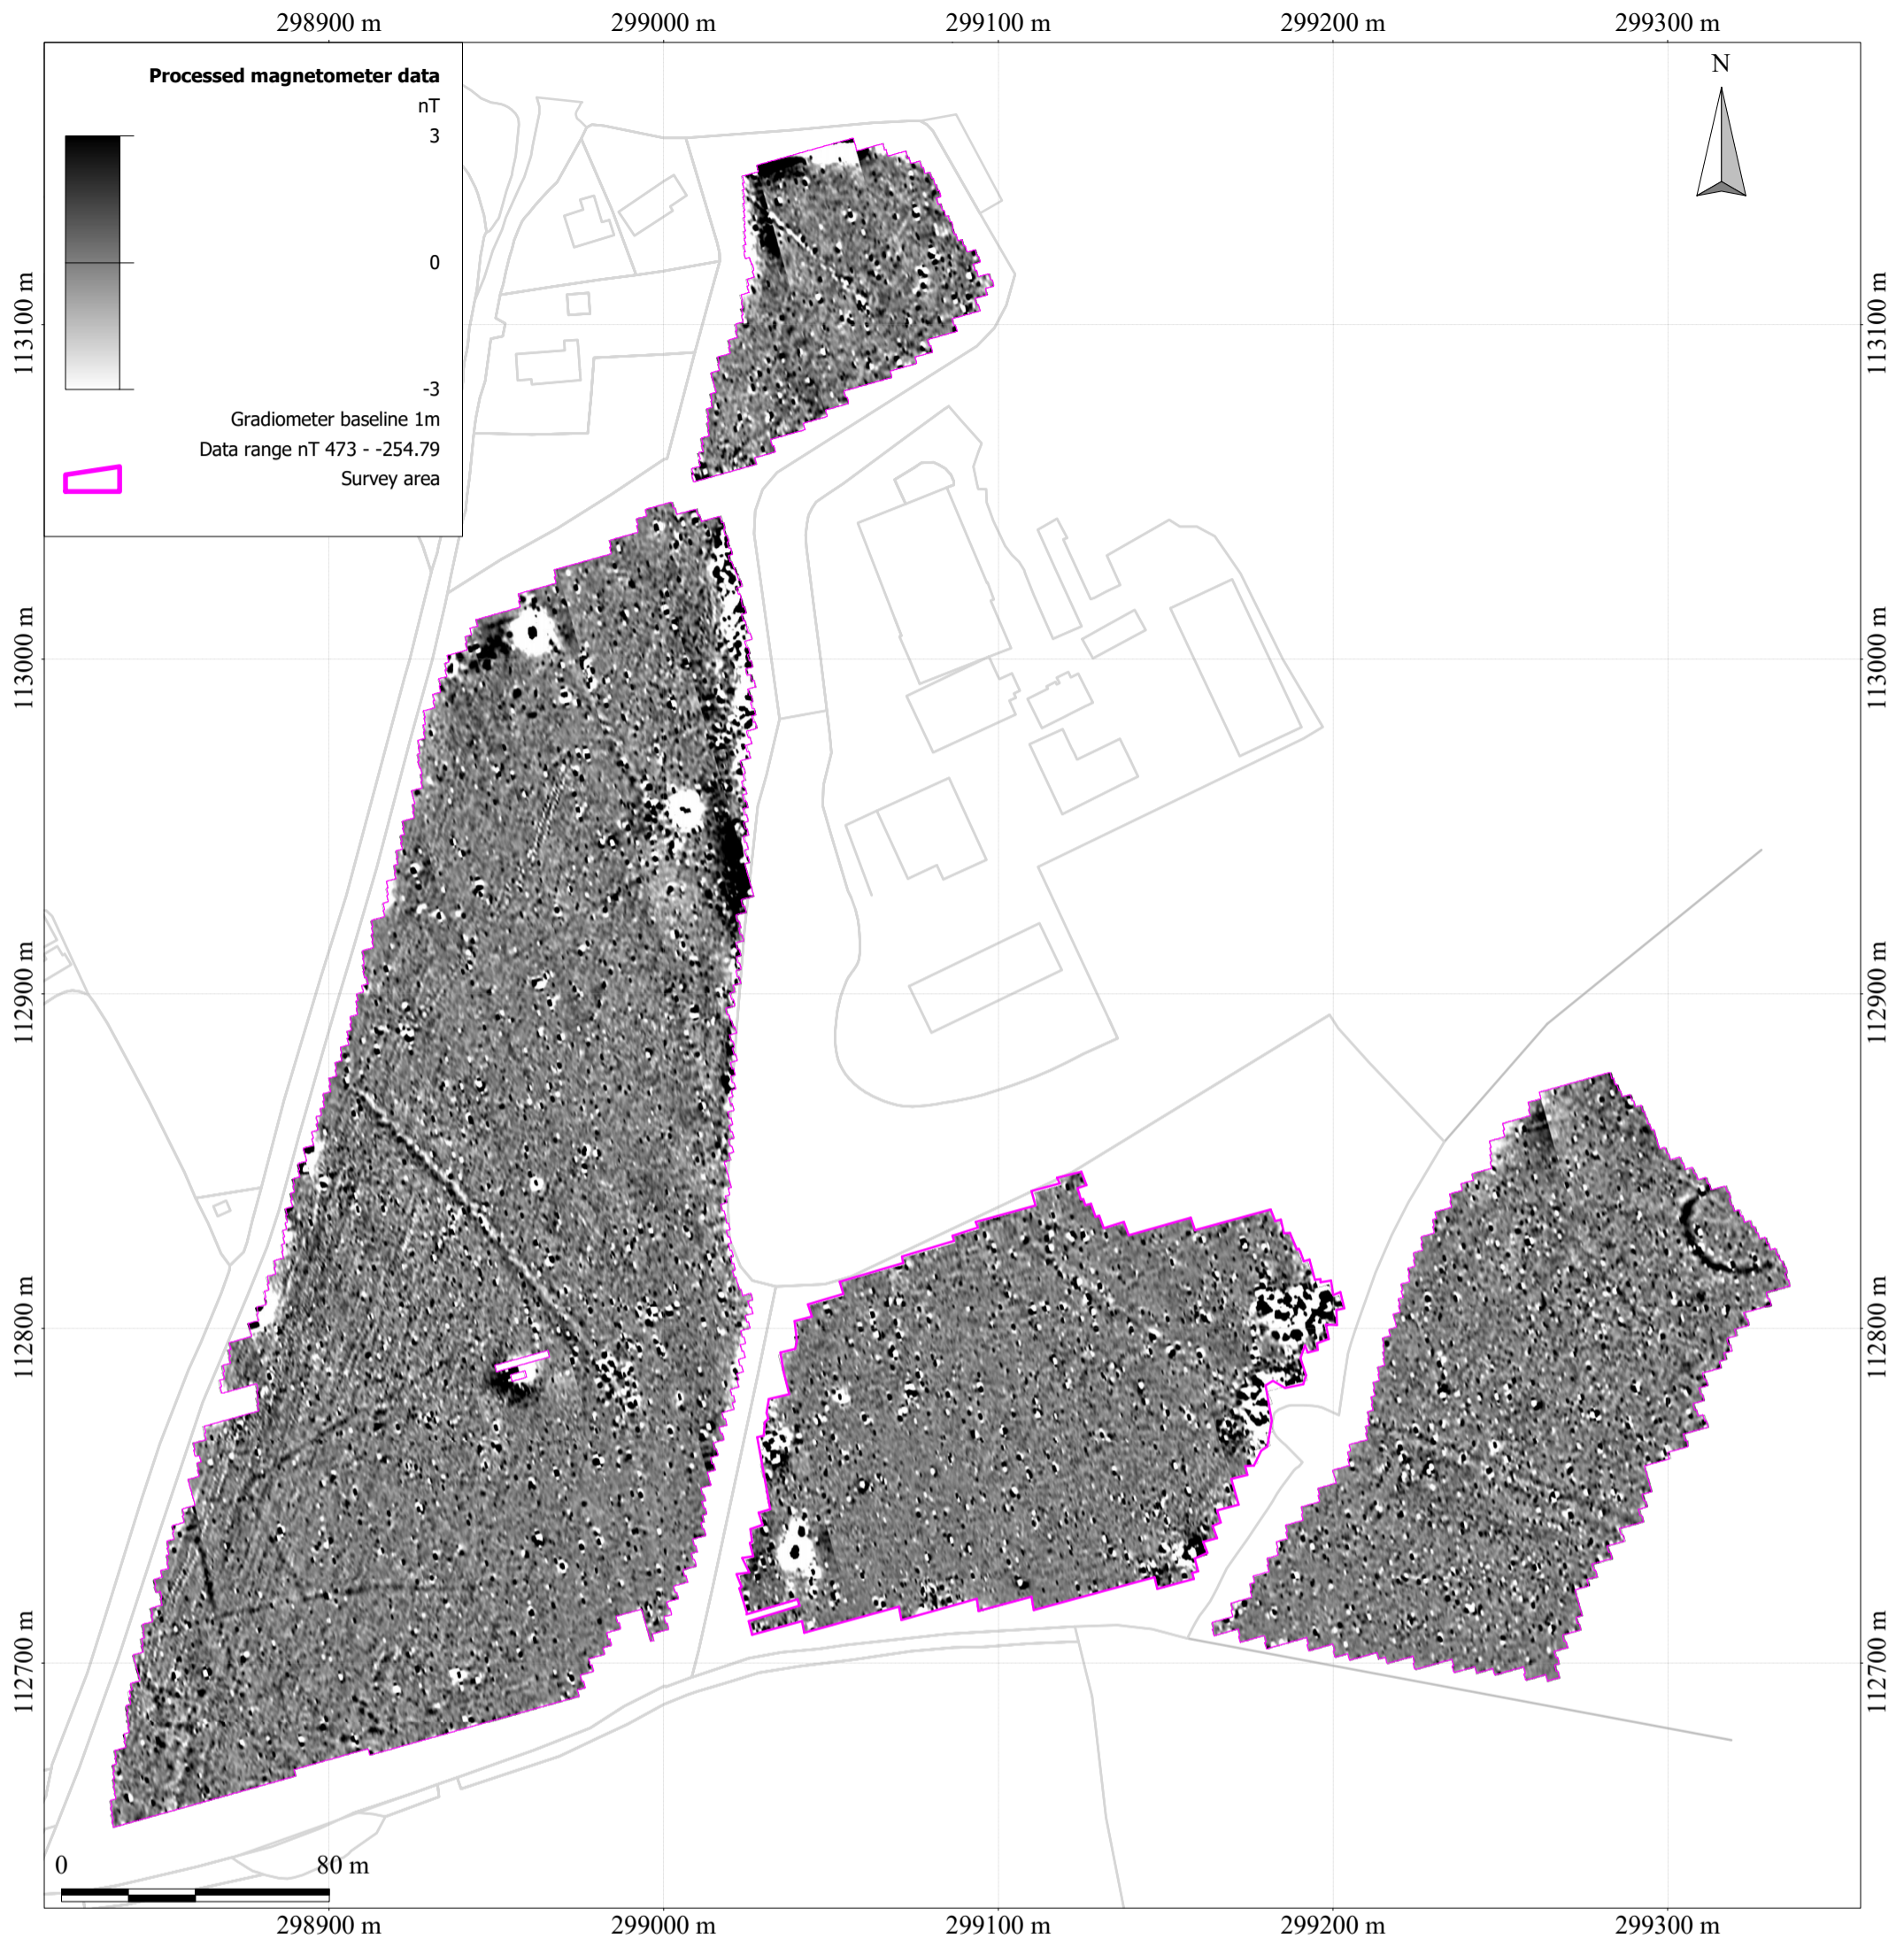 298900 m 299000 m 299100 m 299200 m 299300 m
Processed magnetometer data
nT
3
0
-3
Gradiometer baseline 1m
Data range nT 473 - -254.79
Survey area
N
113100 m 113100 m
113000 m 113000 m
112900 m 112900 m
112800 m 112800 m
112700 m 112700 m
0 80 m
298900 m 299000 m 299100 m 299200 m 299300 m